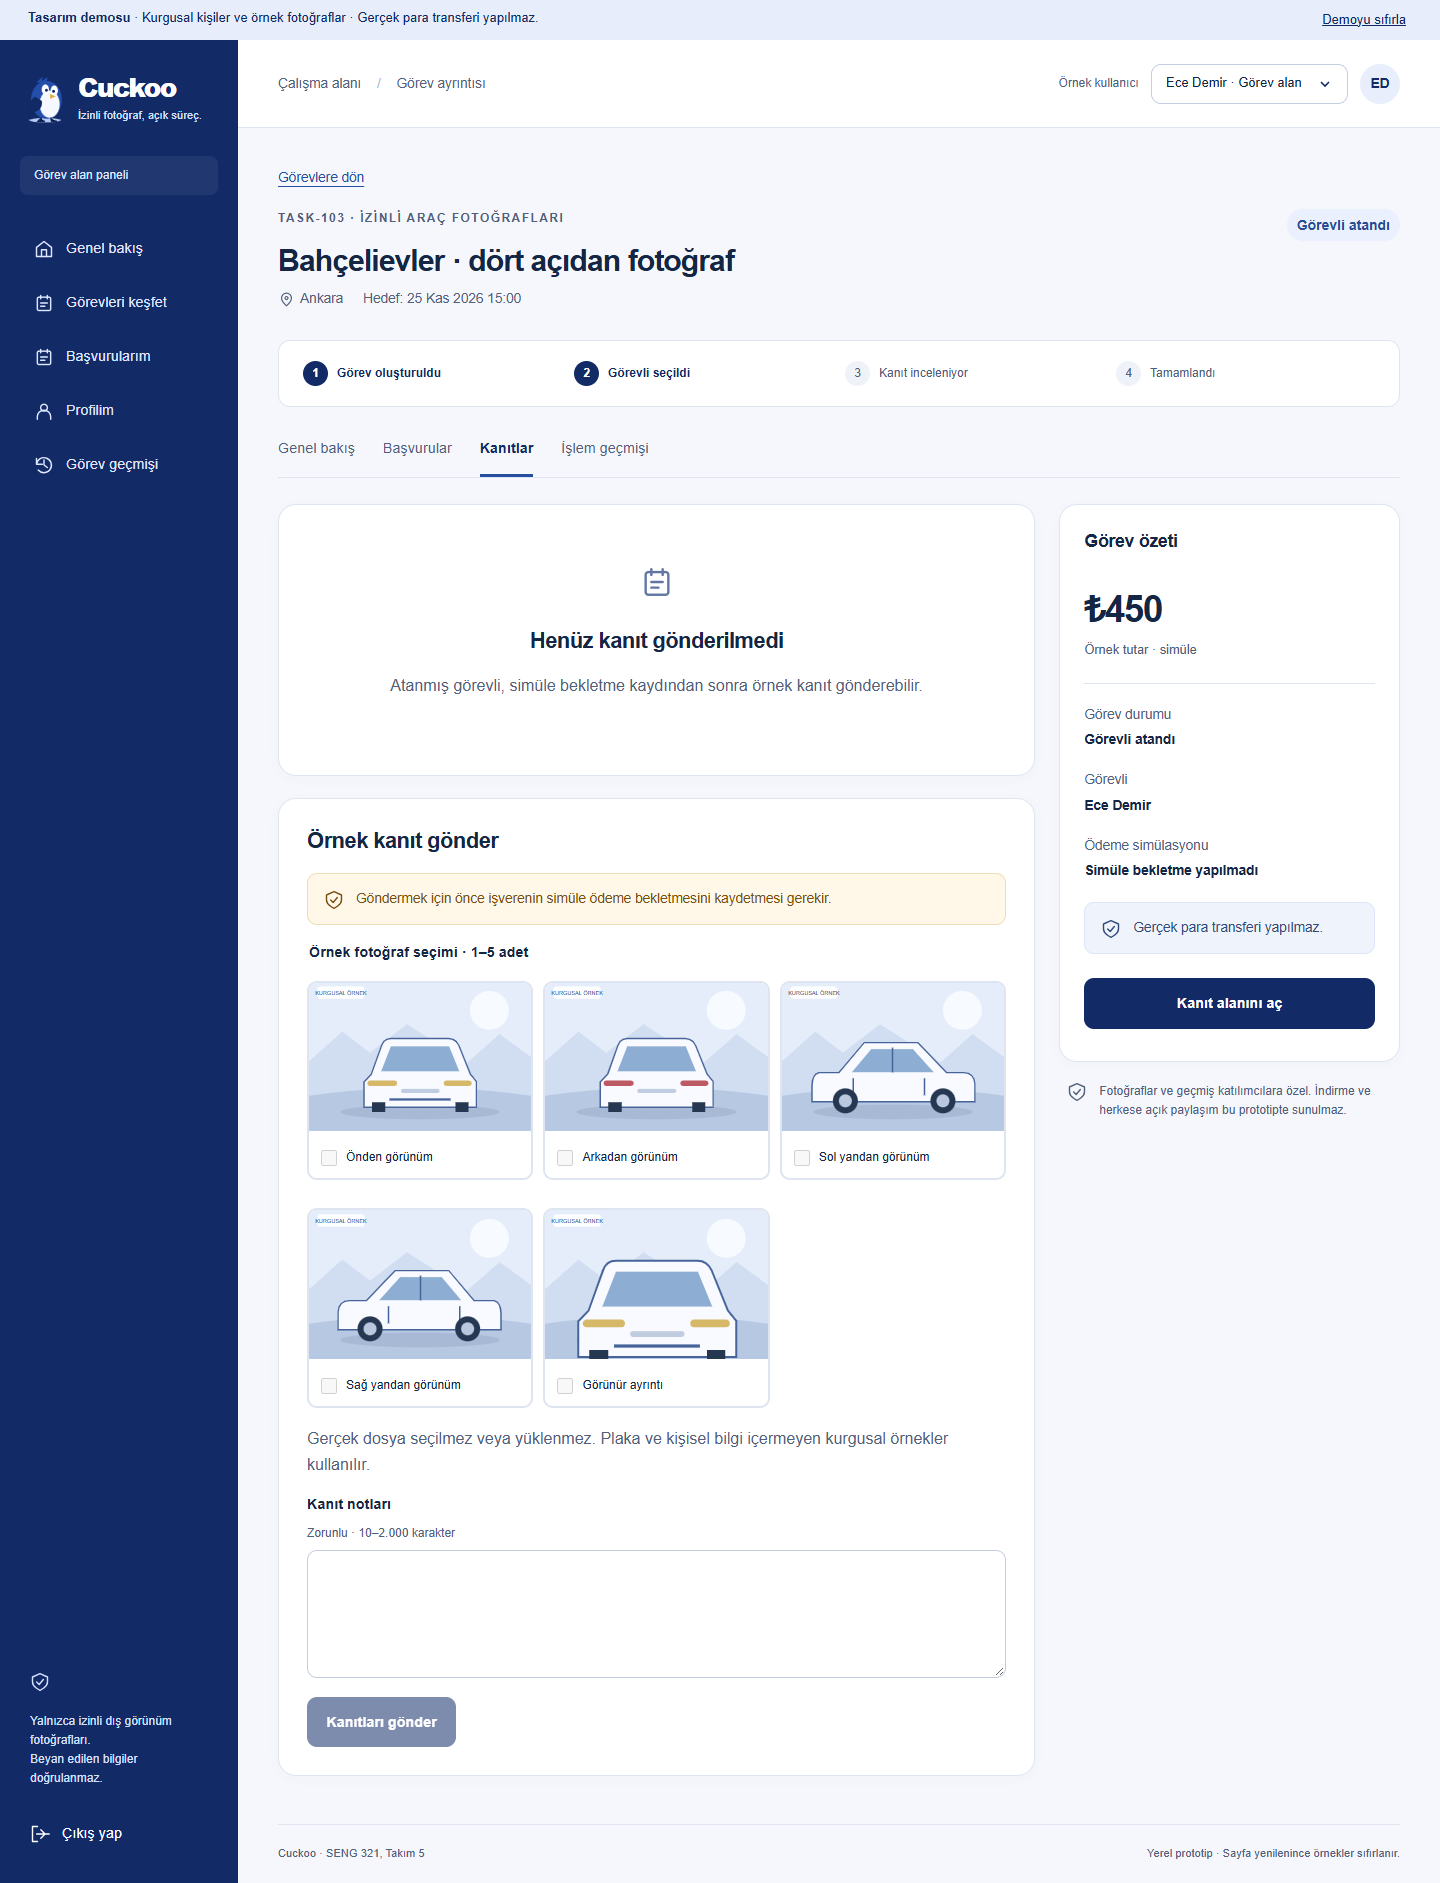 Tasarım demosu · Kurgusal kişiler ve örnek fotoğraflar · Gerçek para transferi yapılmaz.
Demoyu sıfırla
Cuckoo
İzinli fotoğraf, açık süreç.
Görev alan paneli
Genel bakış
Görevleri keşfet
Başvurularım
Profilim
Görev geçmişi
Yalnızca izinli dış görünüm
fotoğrafları.
Beyan edilen bilgiler
doğrulanmaz.
Çıkış yap
Çalışma alanı / Görev ayrıntısı
Örnek kullanıcı
Ece Demir · Görev alan
ED
Görevlere dön
TASK-103 · İZİNLİ ARAÇ FOTOĞRAFLARI
Görevli atandı
Bahçelievler · dört açıdan fotoğraf
Ankara Hedef: 25 Kas 2026 15:00
1 Görev oluşturuldu
2 Görevli seçildi
3 Kanıt inceleniyor
4 Tamamlandı
Genel bakış Başvurular Kanıtlar İşlem geçmişi
Henüz kanıt gönderilmedi
Atanmış görevli, simüle bekletme kaydından sonra örnek kanıt gönderebilir.
Örnek kanıt gönder
Göndermek için önce işverenin simüle ödeme bekletmesini kaydetmesi gerekir.
Örnek fotoğraf seçimi · 1–5 adet
KURGUSAL ÖRNEK
Önden görünüm
KURGUSAL ÖRNEK
Arkadan görünüm
KURGUSAL ÖRNEK
Sol yandan görünüm
KURGUSAL ÖRNEK
Sağ yandan görünüm
KURGUSAL ÖRNEK
Görünür ayrıntı
Gerçek dosya seçilmez veya yüklenmez. Plaka ve kişisel bilgi içermeyen kurgusal örnekler
kullanılır.
Kanıt notları
Zorunlu · 10–2.000 karakter
Kanıtları gönder
Görev özeti
₺450
Örnek tutar · simüle
Görev durumu
Görevli atandı
Görevli
Ece Demir
Ödeme simülasyonu
Simüle bekletme yapılmadı
Gerçek para transferi yapılmaz.
Kanıt alanını aç
Fotoğraflar ve geçmiş katılımcılara özel. İndirme ve
herkese açık paylaşım bu prototipte sunulmaz.
Cuckoo · SENG 321, Takım 5
Yerel prototip · Sayfa yenilenince örnekler sıfırlanır.